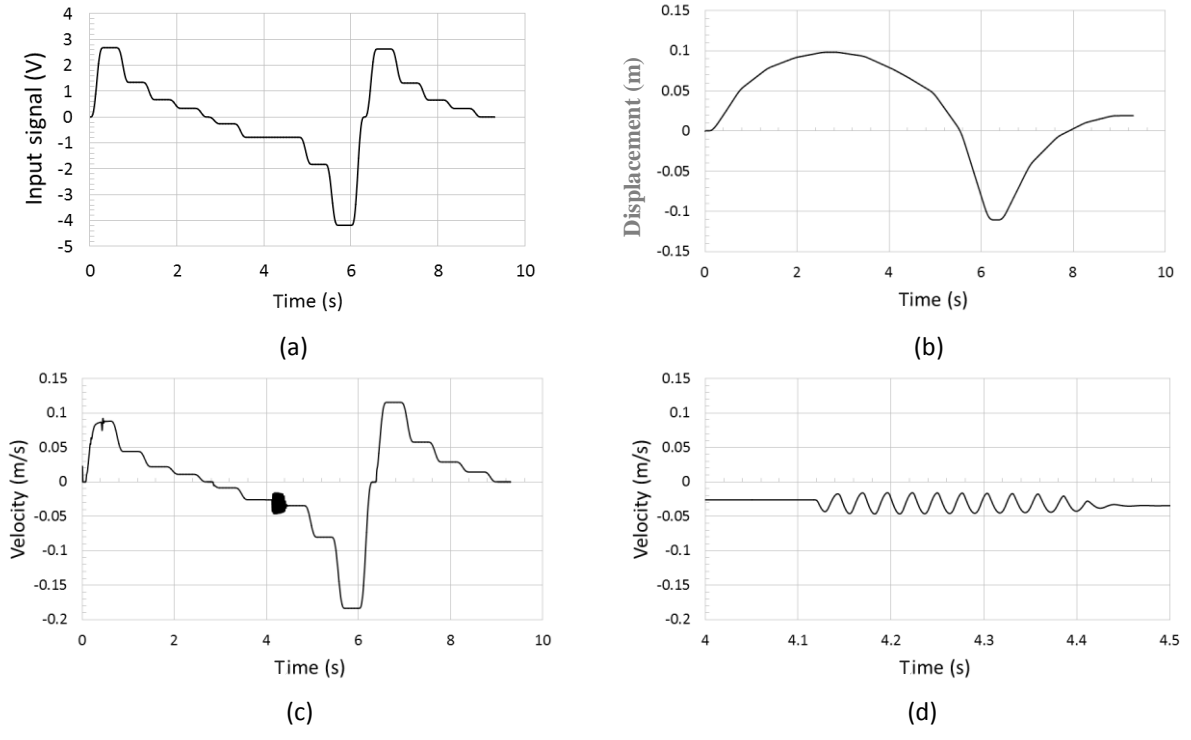 4
3
2
1
0
-1
-2
-3
-4
-5
Input signal (V)
0 2 4 6 8 10
Time (s)
(a)
0.15
0.1
0.05
0
-0.05
-0.1
-0.15
Displacement (m)
0 2 4 6 8 10
Time (s)
(b)
0.15
0.1
0.05
0
-0.05
-0.1
-0.15
-0.2
Velocity (m/s)
0 2 4 6 8 10
Time (s)
(c)
0.15
0.1
0.05
0
-0.05
-0.1
-0.15
-0.2
Velocity (m/s)
4 4.1 4.2 4.3 4.4 4.5
Time (s)
(d)